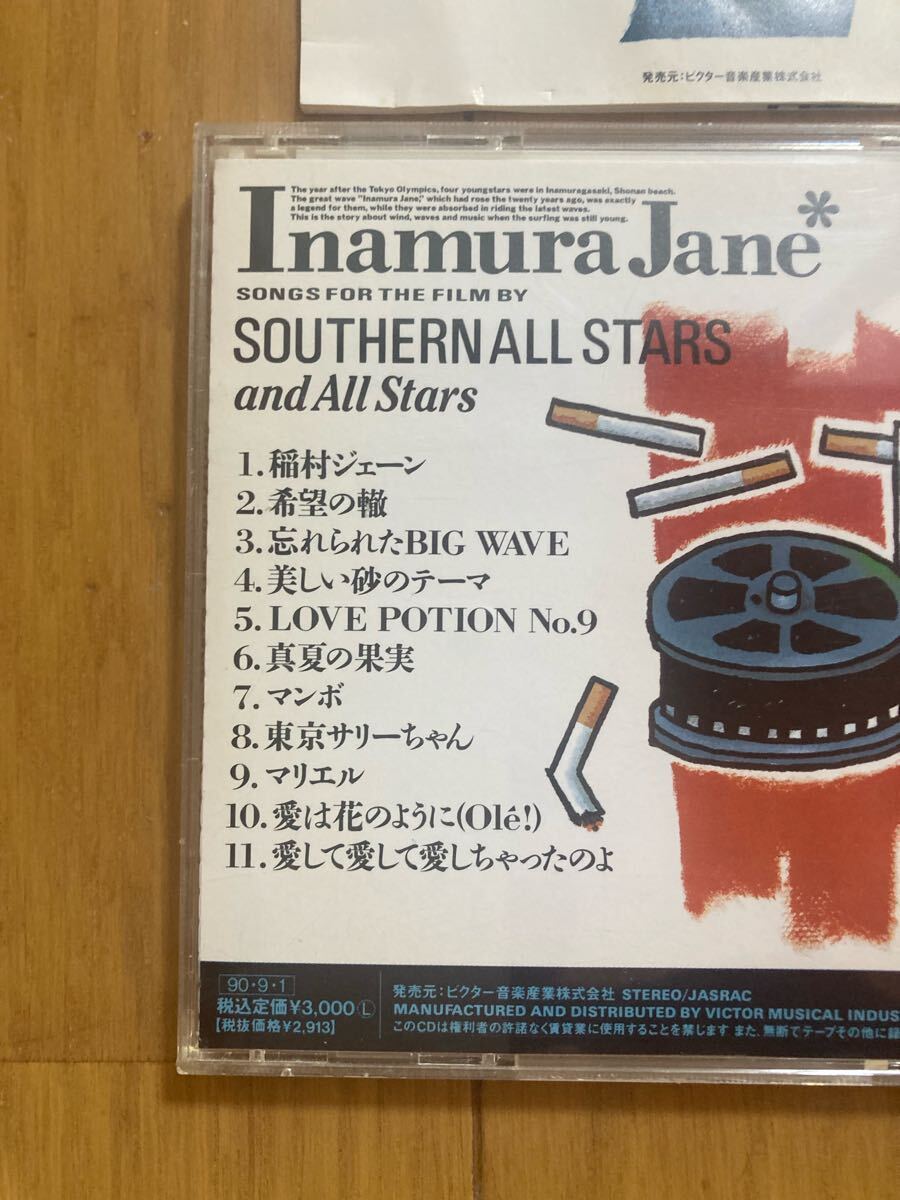 発売元:ビクター音楽産業株式会社
The year after the Tokyo Olympics, four youngstars were in Inamuragaseki, Shonan beach.
The great wave "Inamura Jane," which had rose the twenty years ago, was exactly
a legend for them, while they were absorbed in riding the latest waves.
This is the story about wind, waves and music when the surfing was still young.
Inamura Jane*
SONGS FOR THE FILM BY
SOUTHERN ALL STARS
and All Stars
1.稲村ジェーン
2.希望の轍
3.忘れられたBIG WAVE
4.美しい砂のテーマ
5.LOVE POTION No.9
6.真夏の果実
7.マンボ
8.東京サリーちゃん
9.マリエル
10.愛は花のように(Olé!)
11.愛して愛して愛しちゃったのよ
90・9・1
税込定価¥3,000Ⓛ
[税抜価格¥2,913]
発売元:ビクター音楽産業株式会社 STEREO/JASRAC
MANUFACTURED AND DISTRIBUTED BY VICTOR MUSICAL INDUS
このCDは権利者の許諾なく賃貸業に使用することを禁じます また、無断でテープその他に録